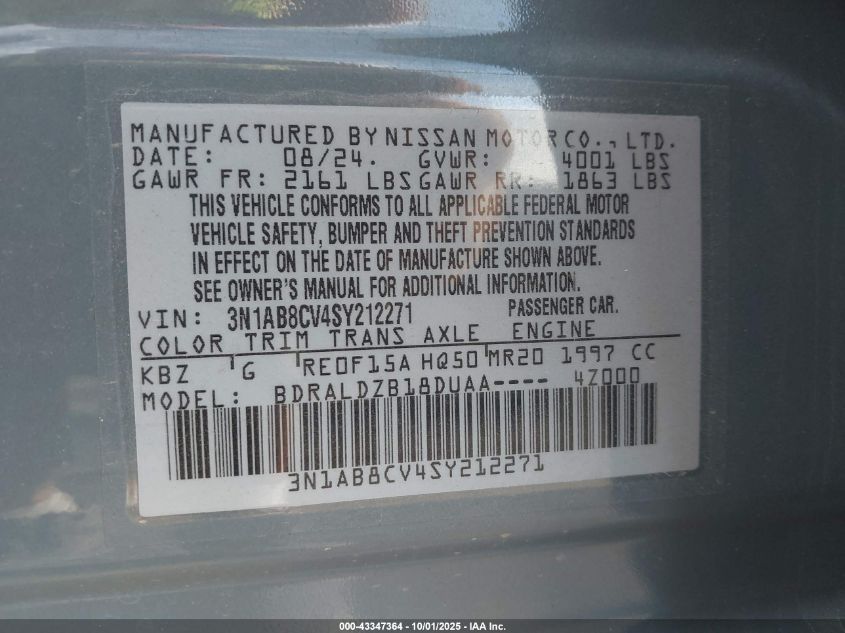 MANUFACTURED BY NISSAN MOTOR CO., LTD.
DATE: 08/24. GVWR: 4001 LBS
GAWR FR: 2161 LBS GAWR RR: 1863 LBS
THIS VEHICLE CONFORMS TO ALL APPLICABLE FEDERAL MOTOR
VEHICLE SAFETY, BUMPER AND THEFT PREVENTION STANDARDS
IN EFFECT ON THE DATE OF MANUFACTURE SHOWN ABOVE.
SEE OWNER'S MANUAL FOR ADDITIONAL INFORMATION.
VIN: 3N1AB8CV4SY212271 PASSENGER CAR.
COLOR TRIM TRANS AXLE ENGINE
KBZ G RE0F15A HQ50 MR20 1997 CC
MODEL: BDRALDZB18DUAA---- 4Z000
3N1AB8CV4SY212271
000-43347364 - 10/01/2025 - IAA Inc.